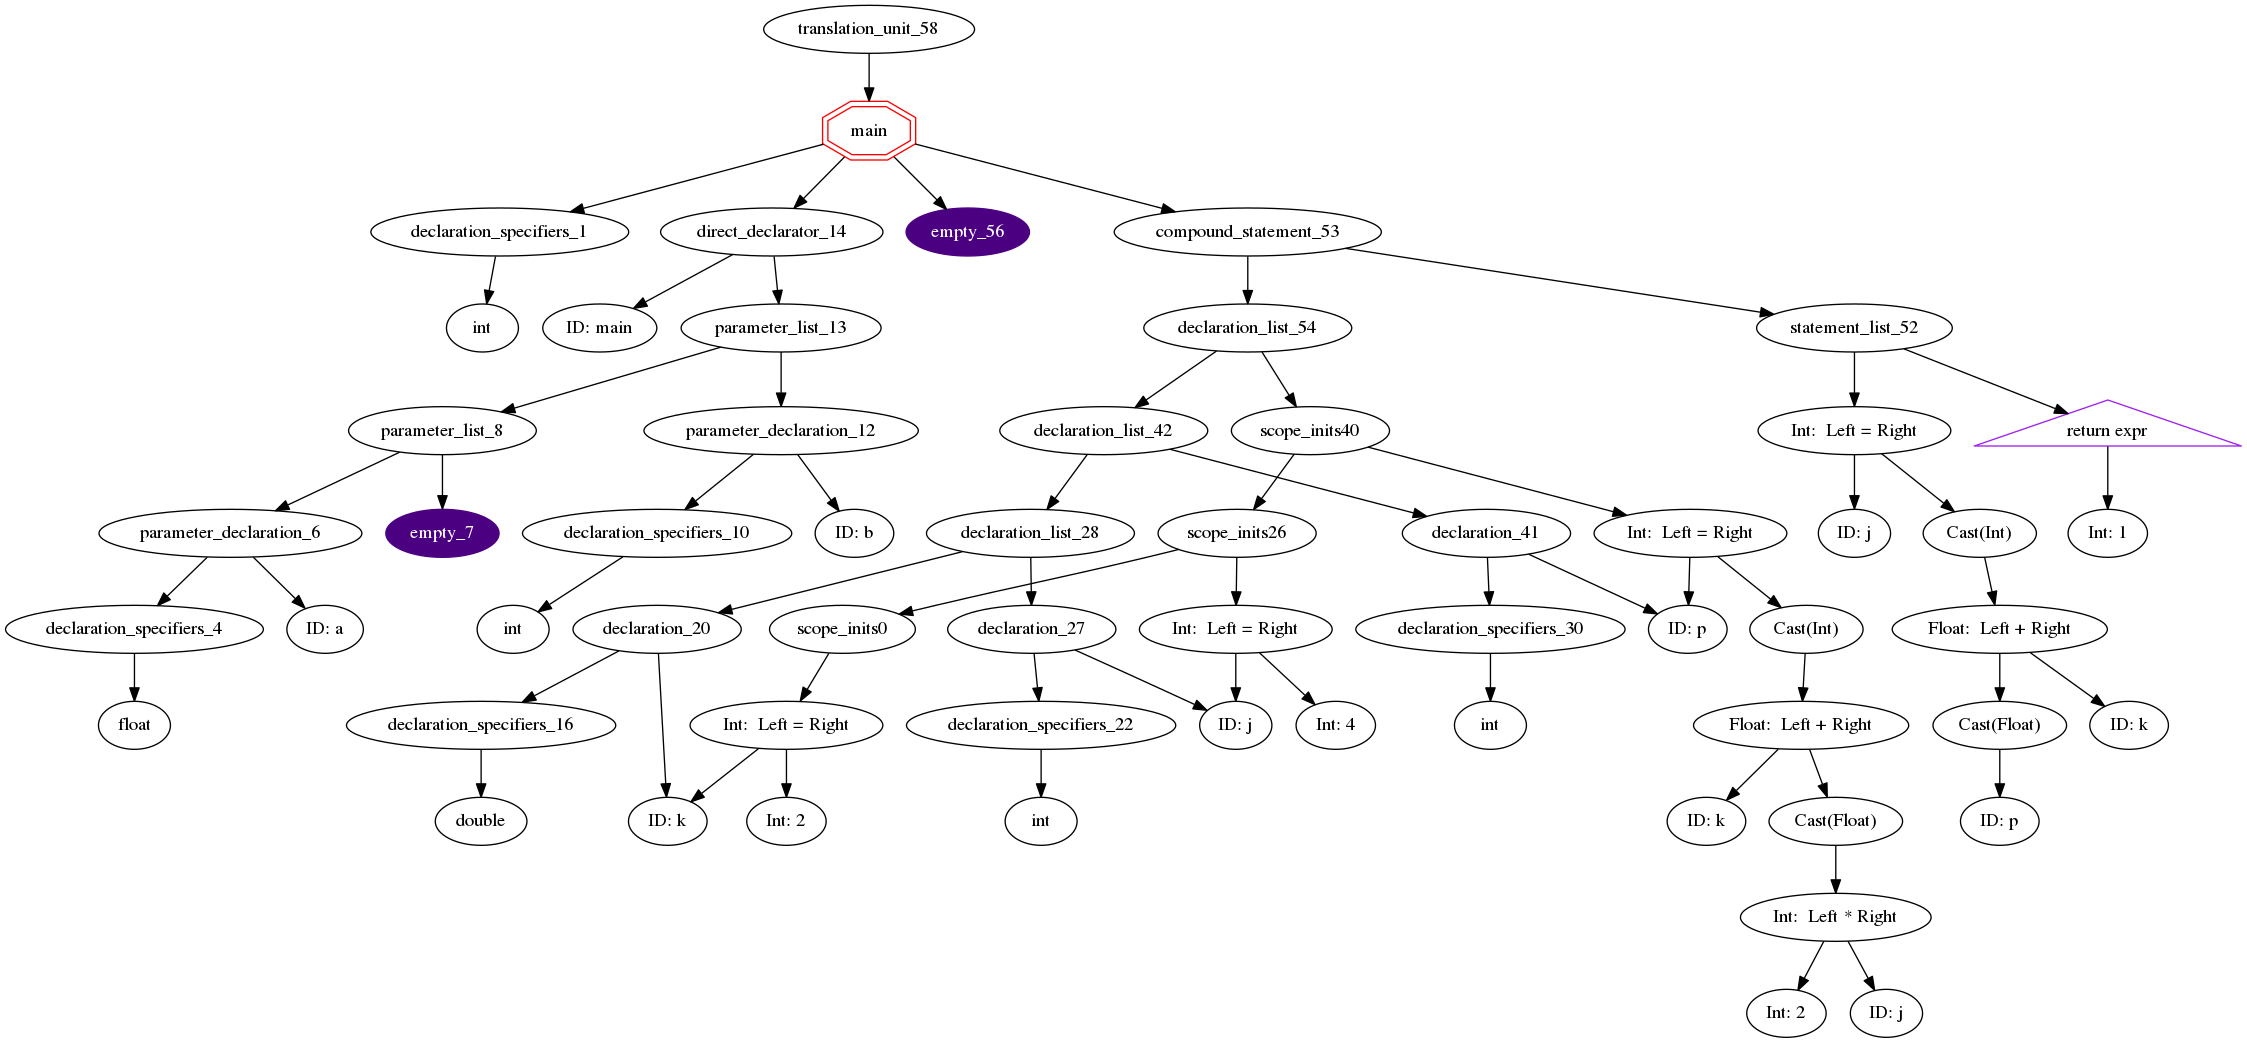 translation_unit_58
main
declaration_specifiers_1
direct_declarator_14
empty_56
compound_statement_53
int
ID: main
parameter_list_13
declaration_list_54
statement_list_52
parameter_list_8
parameter_declaration_12
declaration_list_42
scope_inits40
Int:  Left = Right
return expr
parameter_declaration_6
empty_7
declaration_specifiers_10
ID: b
declaration_list_28
scope_inits26
declaration_41
Int:  Left = Right
ID: j
Cast(Int)
Int: 1
declaration_specifiers_4
ID: a
int
declaration_20
scope_inits0
declaration_27
Int:  Left = Right
declaration_specifiers_30
ID: p
Cast(Int)
Float:  Left + Right
float
declaration_specifiers_16
Int:  Left = Right
declaration_specifiers_22
ID: j
Int: 4
int
Float:  Left + Right
Cast(Float)
ID: k
double
ID: k
Int: 2
int
ID: k
Cast(Float)
ID: p
Int:  Left * Right
Int: 2
ID: j